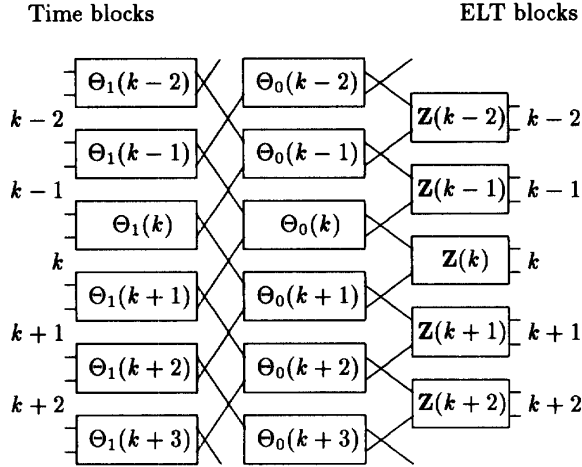 Time blocks ELT blocks
Θ₁(k−2) Θ₀(k−2)
k−2 Z(k−2) k−2
Θ₁(k−1) Θ₀(k−1)
k−1 Z(k−1) k−1
Θ₁(k) Θ₀(k)
k Z(k) k
Θ₁(k+1) Θ₀(k+1)
k+1 Z(k+1) k+1
Θ₁(k+2) Θ₀(k+2)
k+2 Z(k+2) k+2
Θ₁(k+3) Θ₀(k+3)